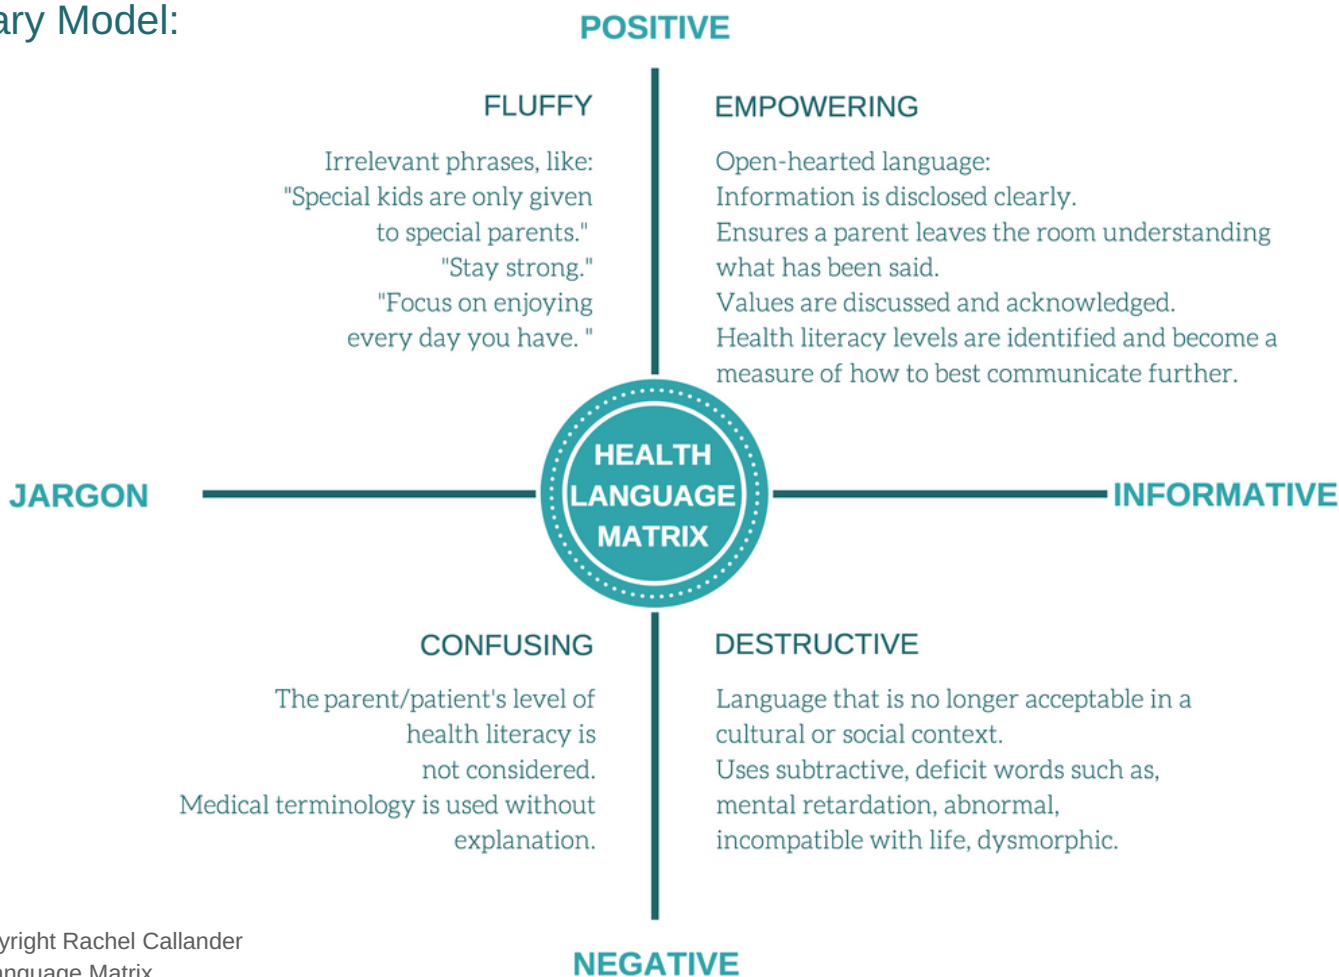 ary Model:
POSITIVE
FLUFFY
Irrelevant phrases, like:
"Special kids are only given
to special parents."
"Stay strong."
"Focus on enjoying
every day you have. "
EMPOWERING
Open-hearted language:
Information is disclosed clearly.
Ensures a parent leaves the room understanding
what has been said.
Values are discussed and acknowledged.
Health literacy levels are identified and become a
measure of how to best communicate further.
JARGON
HEALTH
LANGUAGE
MATRIX
INFORMATIVE
CONFUSING
The parent/patient's level of
health literacy is
not considered.
Medical terminology is used without
explanation.
DESTRUCTIVE
Language that is no longer acceptable in a
cultural or social context.
Uses subtractive, deficit words such as,
mental retardation, abnormal,
incompatible with life, dysmorphic.
yright Rachel Callander
anguage Matrix
NEGATIVE